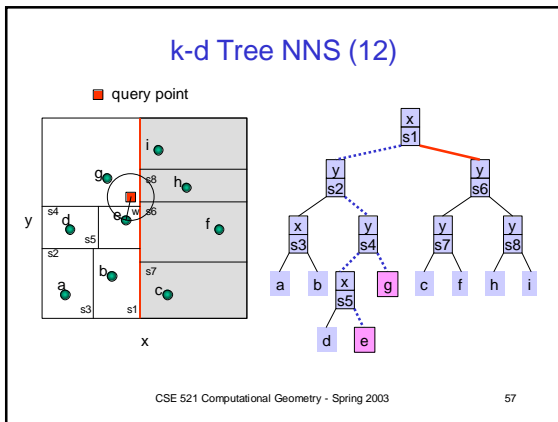 k-d Tree NNS (12)
query point
i
g
s8
h
w
s4
e
s6
y
d
f
s5
s2
b
s7
a
c
s3
s1
x
x
s1
y
s2
y
s6
x
s3
y
s4
y
s7
y
s8
a
b
x
s5
g
c
f
h
i
d
e
CSE 521 Computational Geometry - Spring 2003
57